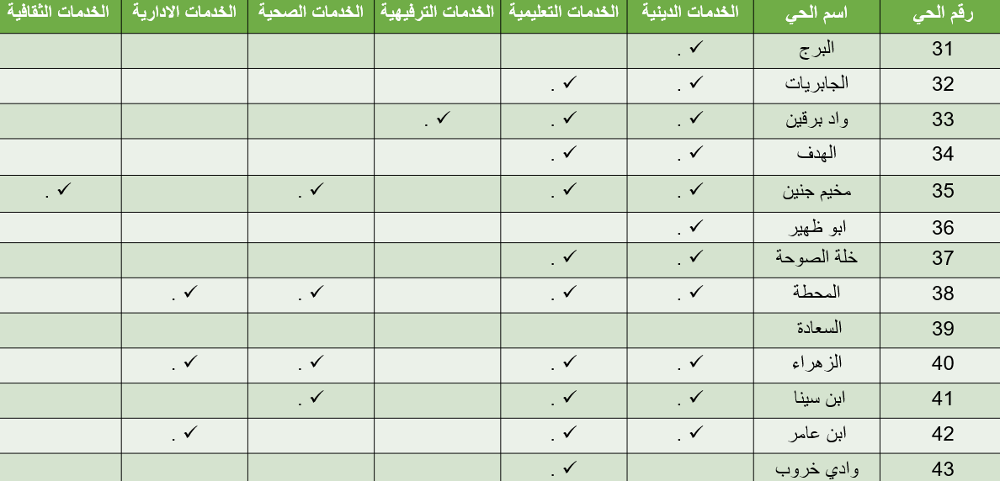 رقم الحي اسم الحي الخدمات الدينية الخدمات التعليمية الخدمات الترفيهية الخدمات الصحية الخدمات الادارية الخدمات الثقافية
31 البرج ✓ .
32 الجابريات ✓ . ✓ .
33 واد برقين ✓ . ✓ . ✓ .
34 الهدف ✓ . ✓ .
35 مخيم جنين ✓ . ✓ . ✓ . ✓ .
36 ابو ظهير ✓ .
37 خلة الصوحة ✓ . ✓ .
38 المحطة ✓ . ✓ . ✓ . ✓ .
39 السعادة
40 الزهراء ✓ . ✓ . ✓ . ✓ .
41 ابن سينا ✓ . ✓ . ✓ .
42 ابن عامر ✓ . ✓ . ✓ .
43 وادي خروب ✓ .